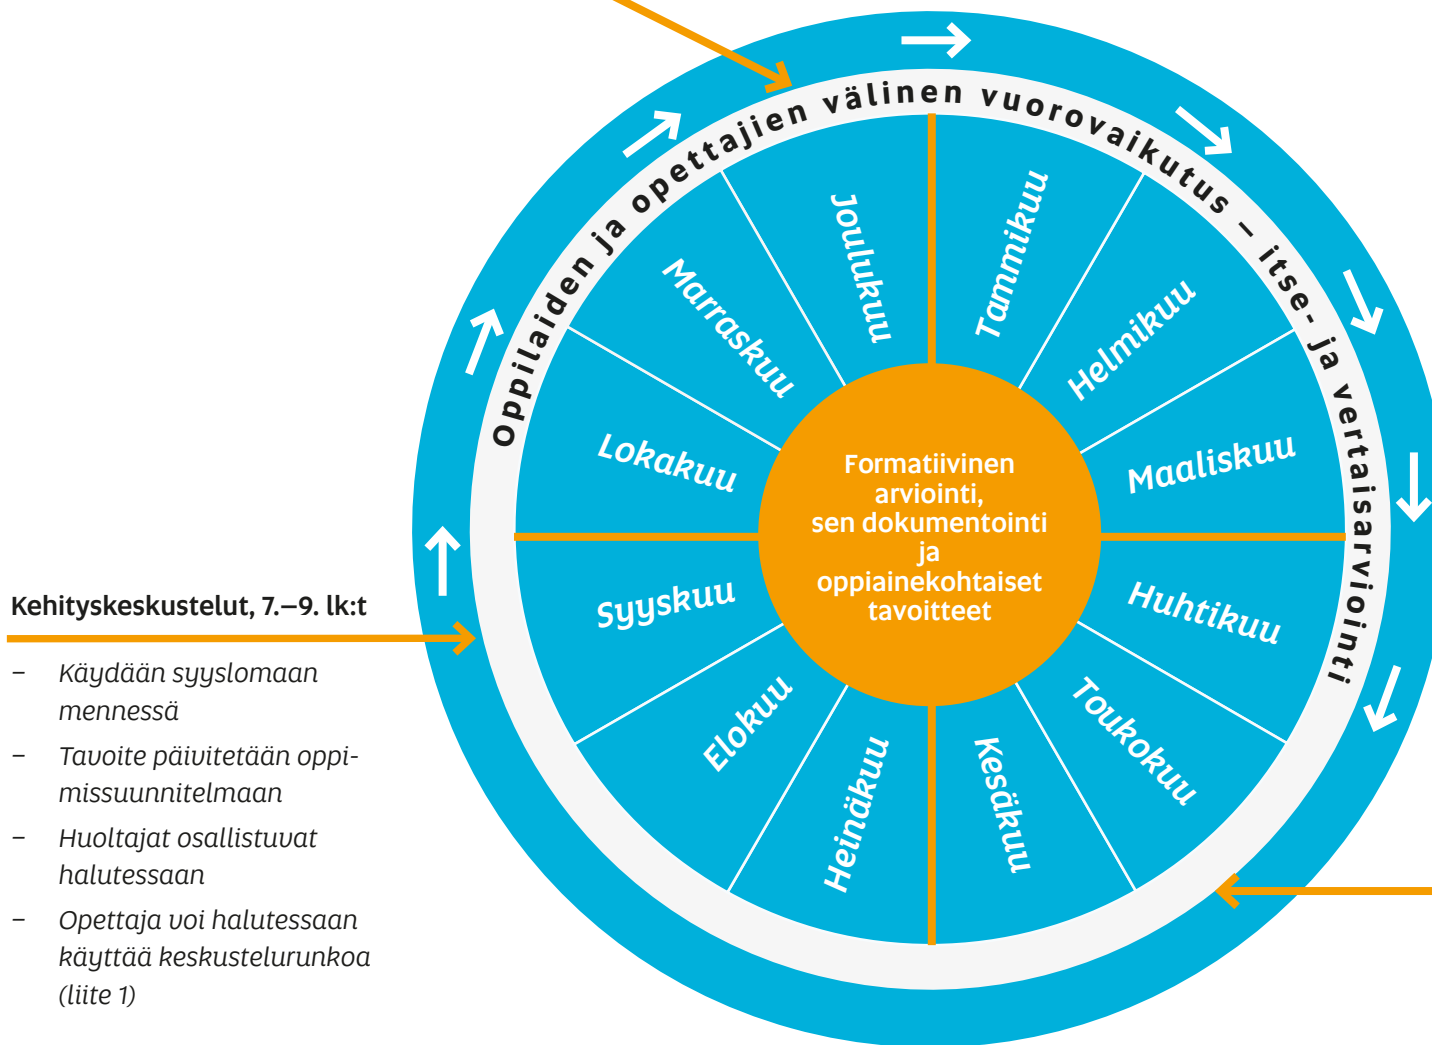 Oppilaiden ja opettajien välinen vuorovaikutus – itse- ja vertaisarviointi
Tammikuu
Helmikuu
Maaliskuu
Huhtikuu
Toukokuu
Kesäkuu
Heinäkuu
Elokuu
Syyskuu
Lokakuu
Marraskuu
Joulukuu
Formatiivinen
arviointi,
sen dokumentointi
ja
oppiainekohtaiset
tavoitteet
Kehityskeskustelut, 7.–9. lk:t
– Käydään syyslomaan
mennessä
– Tavoite päivitetään oppi-
missuunnitelmaan
– Huoltajat osallistuvat
halutessaan
– Opettaja voi halutessaan
käyttää keskustelurunkoa
(liite 1)